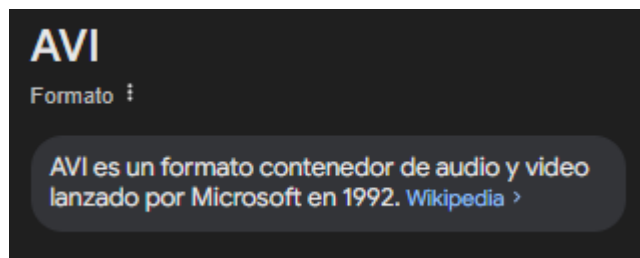 AVI
Formato ⋮
AVI es un formato contenedor de audio y video
lanzado por Microsoft en 1992. Wikipedia >